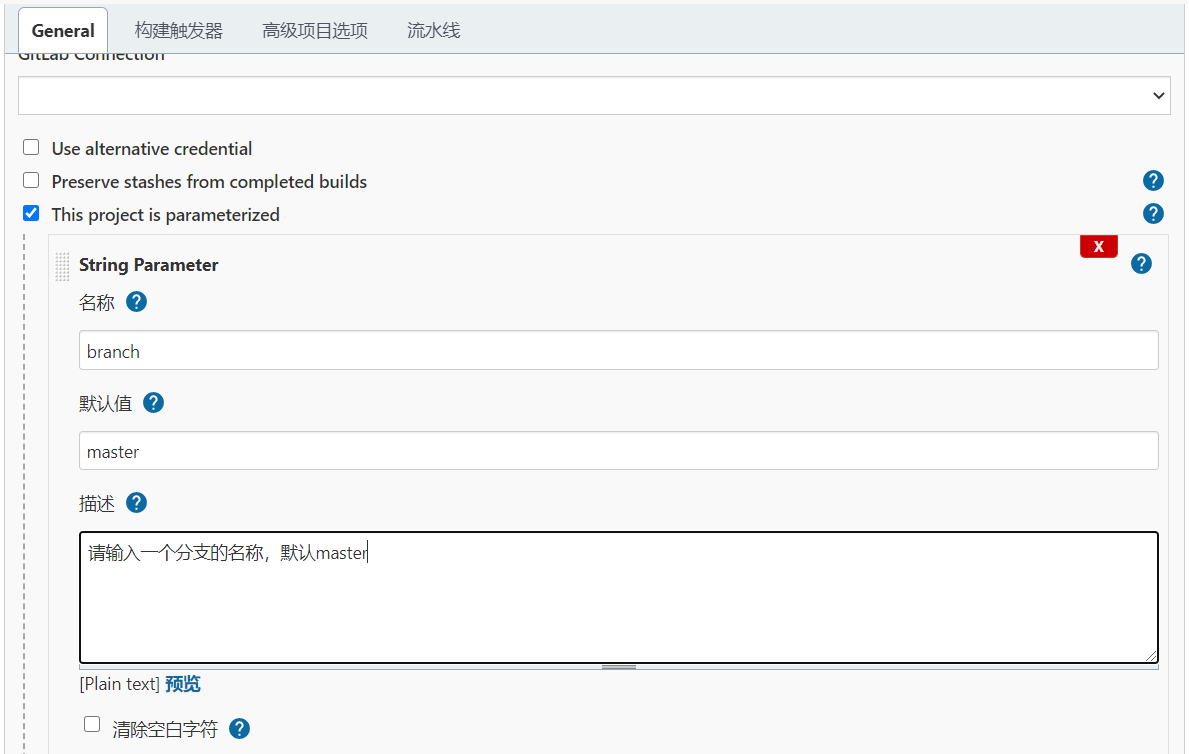 General 构建触发器 高级项目选项 流水线
GitLab Connection
Use alternative credential
Preserve stashes from completed builds ?
This project is parameterized ?
X
String Parameter ?
名称 ?
branch
默认值 ?
master
描述 ?
请输入一个分支的名称，默认master
[Plain text] 预览
清除空白字符 ?